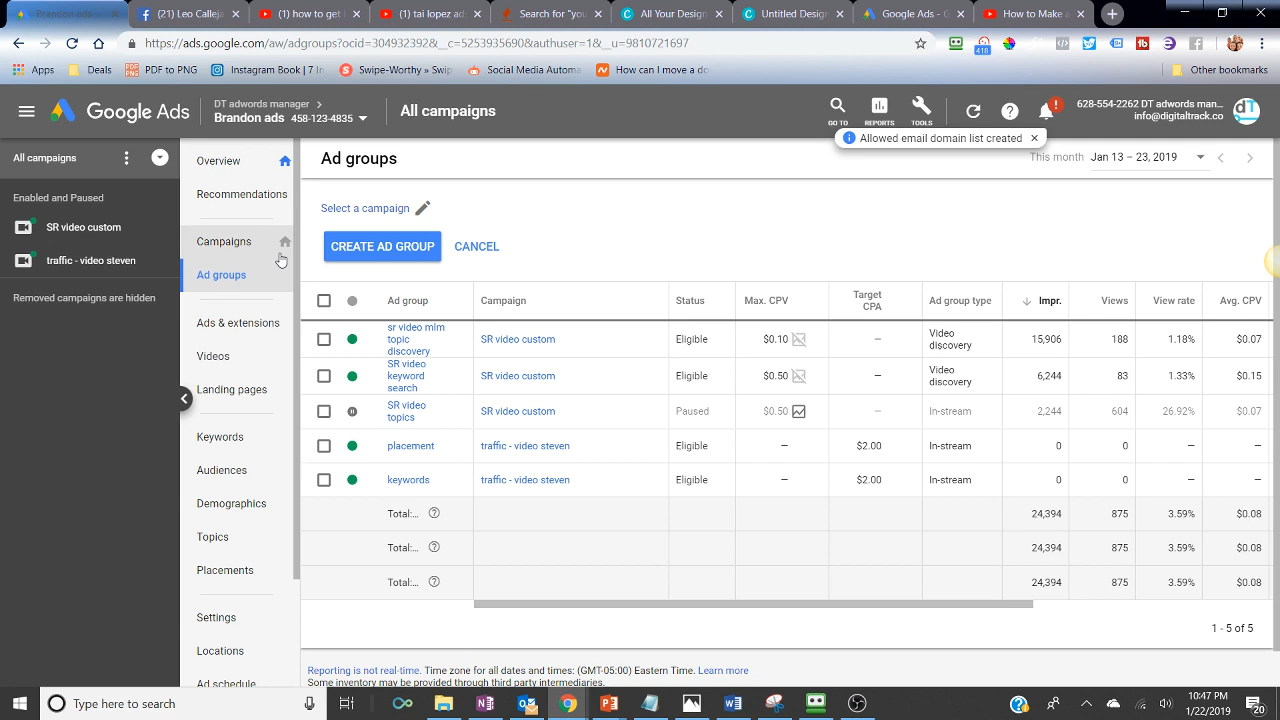 Brandon ads -
(21) Leo Calleja
(1) how to get l
(1) tai lopez ad
Search for "you
All Your Design
Untitled Design
Google Ads - G
How to Make a
https://ads.google.com/aw/adgroups?ocid=304932292&__c=5253935690&authuser=1&__u=9810721697
418
Apps
Deals
PDF to PNG
Instagram Book | 7 In
Swipe-Worthy » Swip
Social Media Automa
How can I move a do
Other bookmarks
Google Ads
DT adwords manager
Brandon ads 458-123-4835
All campaigns
GO TO
REPORTS
TOOLS
628-554-2262 DT adwords man...
info@digitaltrack.co
Allowed email domain list created
All campaigns
Enabled and Paused
SR video custom
traffic - video steven
Removed campaigns are hidden
Overview
Recommendations
Campaigns
Ad groups
Ads & extensions
Videos
Landing pages
Keywords
Audiences
Demographics
Topics
Placements
Settings
Locations
Ad schedule
Ad groups
This month Jan 13 – 23, 2019
Select a campaign
CREATE AD GROUP CANCEL
Ad group Campaign Status Max. CPV Target CPA Ad group type Impr. Views View rate Avg. CPV
sr video mlm topic discovery SR video custom Eligible $0.10 — Video discovery 15,906 188 1.18% $0.07
SR video keyword search SR video custom Eligible $0.50 — Video discovery 6,244 83 1.33% $0.15
SR video topics SR video custom Paused $0.50 — In-stream 2,244 604 26.92% $0.07
placement traffic - video steven Eligible — $2.00 In-stream 0 0 — —
keywords traffic - video steven Eligible — $2.00 In-stream 0 0 — —
Total:... 24,394 875 3.59% $0.08
Total:... 24,394 875 3.59% $0.08
Total:... 24,394 875 3.59% $0.08
1 - 5 of 5
Reporting is not real-time. Time zone for all dates and times: (GMT-05:00) Eastern Time. Learn more
Some inventory may be provided through third party intermediaries.
Type here to search
10:47 PM
1/22/2019
20